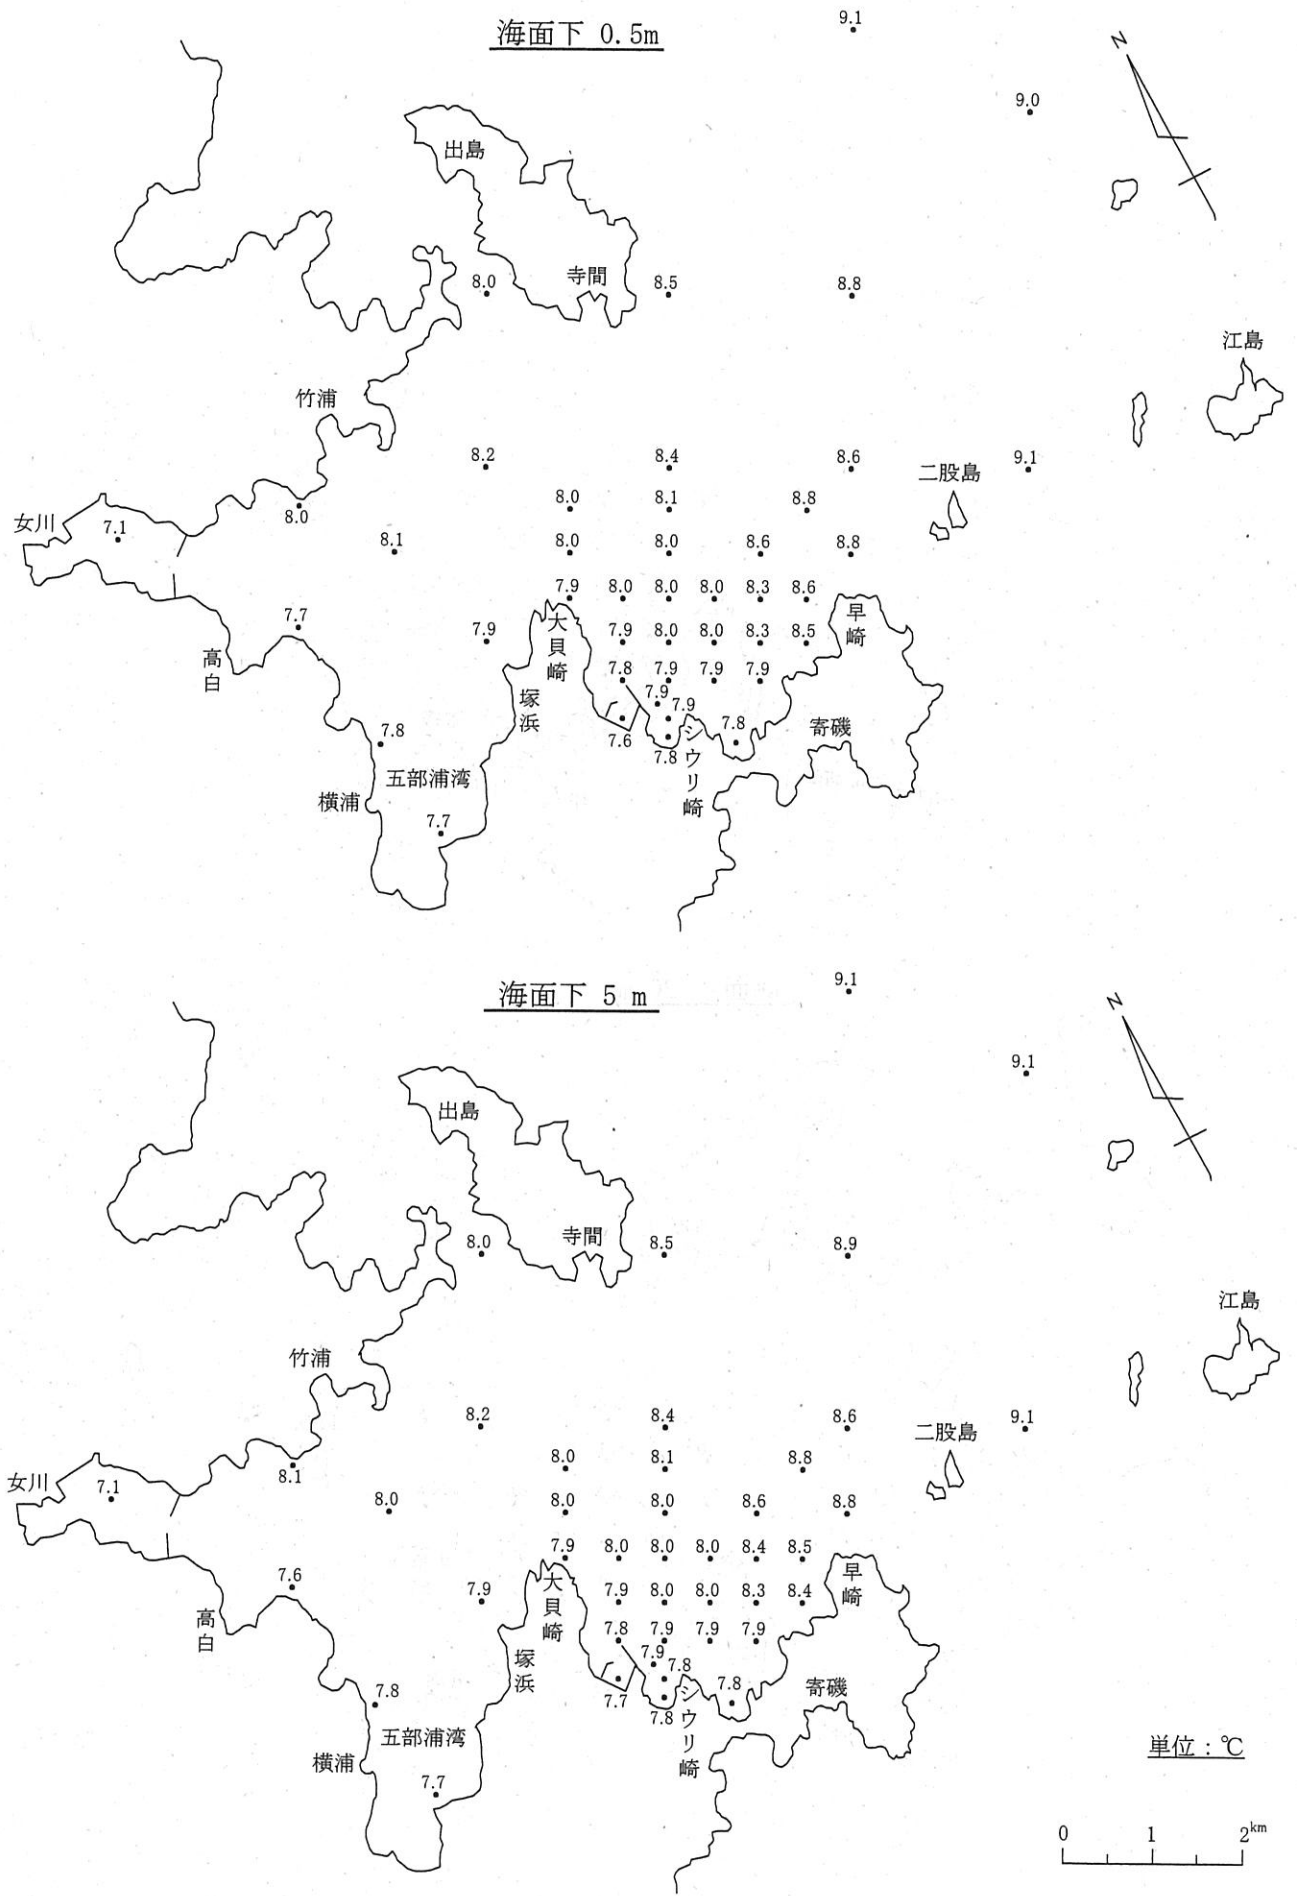 海面下 0.5m
9.1
N
9.0
出島
寺間
8.0
8.5
8.8
江島
竹浦
8.2
8.4
8.6
二股島
9.1
8.0
8.1
8.8
女川
7.1
8.0
8.1
8.0
8.0
8.6
8.8
7.9
8.0
8.0
8.0
8.3
8.6
早崎
7.7
7.9
大貝崎
7.9
8.0
8.0
8.3
8.5
高白
7.8
7.9
7.9
7.9
塚浜
7.9
7.9
7.8
シウリ崎
寄磯
7.8
7.6
7.8
五部浦湾
横浦
7.7
海面下 5 m
9.1
N
9.1
出島
寺間
8.0
8.5
8.9
江島
竹浦
8.2
8.4
8.6
二股島
9.1
8.0
8.1
8.8
女川
7.1
8.1
8.0
8.0
8.0
8.6
8.8
7.9
8.0
8.0
8.0
8.4
8.5
早崎
7.6
7.9
大貝崎
7.9
8.0
8.0
8.3
8.4
高白
7.8
7.9
7.9
7.9
塚浜
7.9
7.8
7.8
シウリ崎
寄磯
7.8
7.7
7.8
五部浦湾
横浦
7.7
単位：℃
0 1 2km